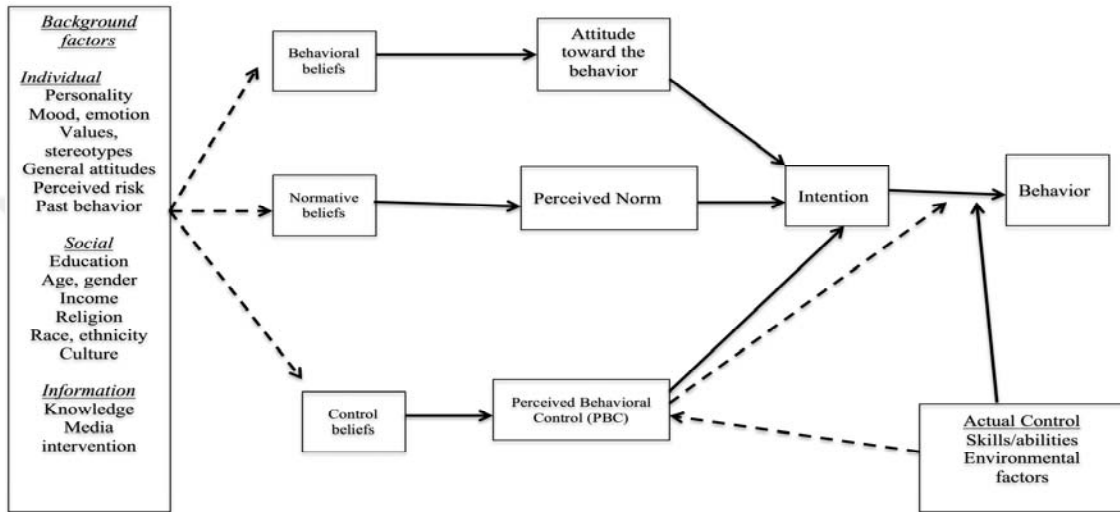 Background
factors
Individual
Personality
Mood, emotion
Values,
stereotypes
General attitudes
Perceived risk
Past behavior
Social
Education
Age, gender
Income
Religion
Race, ethnicity
Culture
Information
Knowledge
Media
intervention
Behavioral
beliefs
Attitude
toward the
behavior
Normative
beliefs
Perceived Norm
Intention
Behavior
Control
beliefs
Perceived Behavioral
Control (PBC)
Actual Control
Skills/abilities
Environmental
factors